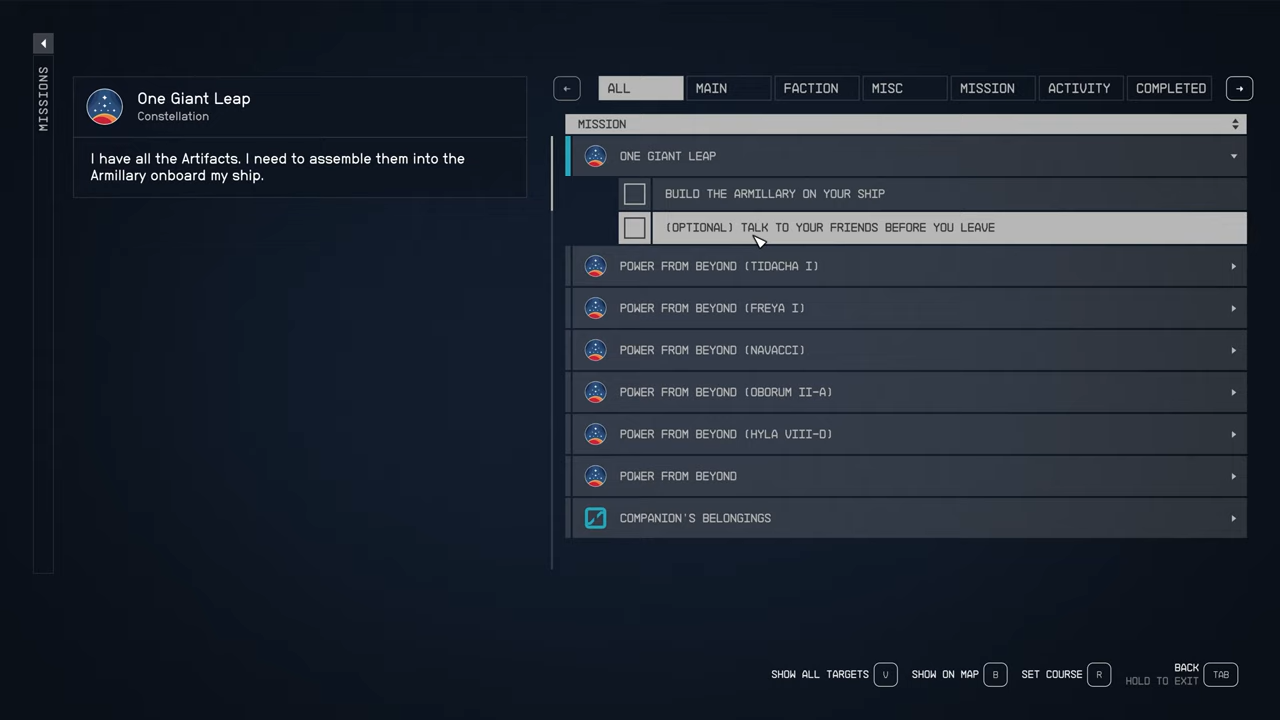 MISSIONS
One Giant Leap
Constellation
I have all the Artifacts. I need to assemble them into the
Armillary onboard my ship.
ALL MAIN FACTION MISC MISSION ACTIVITY COMPLETED
MISSION
ONE GIANT LEAP
BUILD THE ARMILLARY ON YOUR SHIP
(OPTIONAL) TALK TO YOUR FRIENDS BEFORE YOU LEAVE
POWER FROM BEYOND (TIDACHA I)
POWER FROM BEYOND (FREYA I)
POWER FROM BEYOND (NAVACCI)
POWER FROM BEYOND (OBORUM II-A)
POWER FROM BEYOND (HYLA VIII-D)
POWER FROM BEYOND
COMPANION'S BELONGINGS
SHOW ALL TARGETS V SHOW ON MAP B SET COURSE R BACK TAB
HOLD TO EXIT